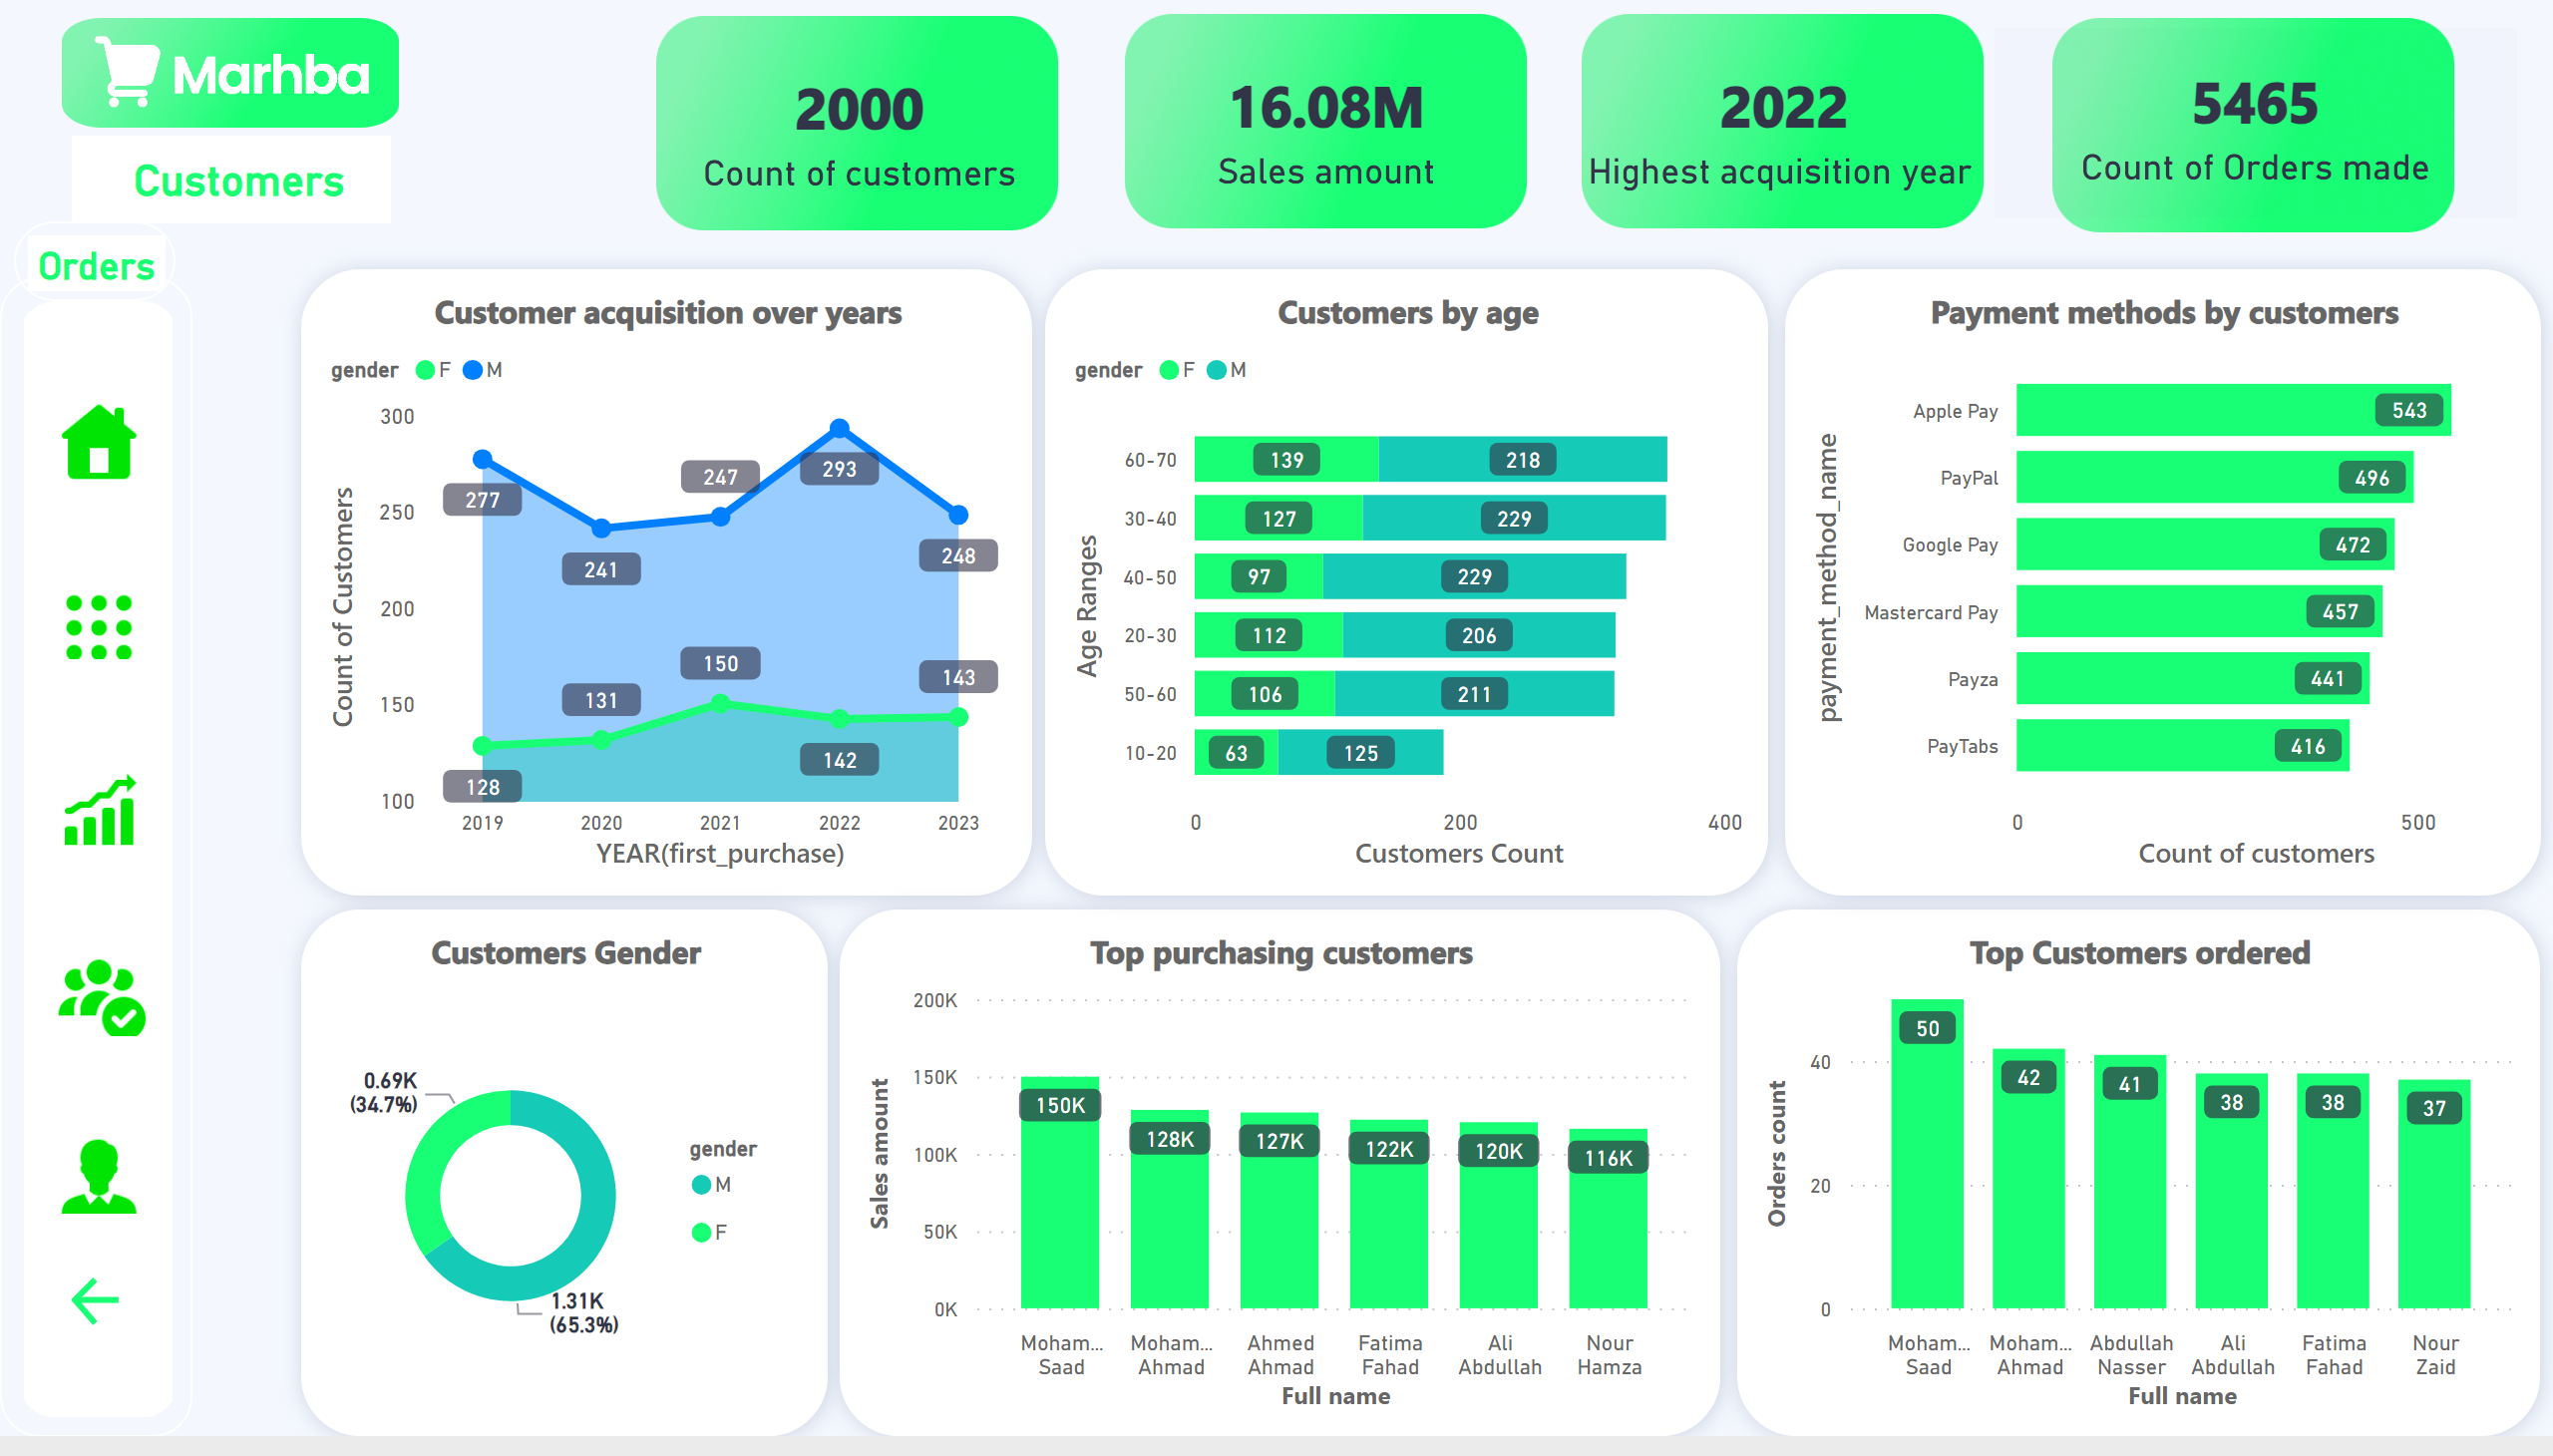 Marhba
Customers
Orders
2000
Count of customers
16.08M
Sales amount
2022
Highest acquisition year
5465
Count of Orders made
Customer acquisition over years
gender F M
Count of Customers
300
250
200
150
100
277
241
247
293
248
128
131
150
142
143
2019 2020 2021 2022 2023
YEAR(first_purchase)
Customers by age
gender F M
Age Ranges
60-70 139 218
30-40 127 229
40-50 97 229
20-30 112 206
50-60 106 211
10-20 63 125
0 200 400
Customers Count
Payment methods by customers
payment_method_name
Apple Pay 543
PayPal 496
Google Pay 472
Mastercard Pay 457
Payza 441
PayTabs 416
0 500
Count of customers
Customers Gender
0.69K
(34.7%)
1.31K
(65.3%)
gender
M
F
Top purchasing customers
Sales amount
200K
150K
100K
50K
0K
150K 128K 127K 122K 120K 116K
Moham... Moham... Ahmed Fatima Ali Nour
Saad Ahmad Ahmad Fahad Abdullah Hamza
Full name
Top Customers ordered
Orders count
40
20
0
50 42 41 38 38 37
Moham... Moham... Abdullah Ali Fatima Nour
Saad Ahmad Nasser Abdullah Fahad Zaid
Full name